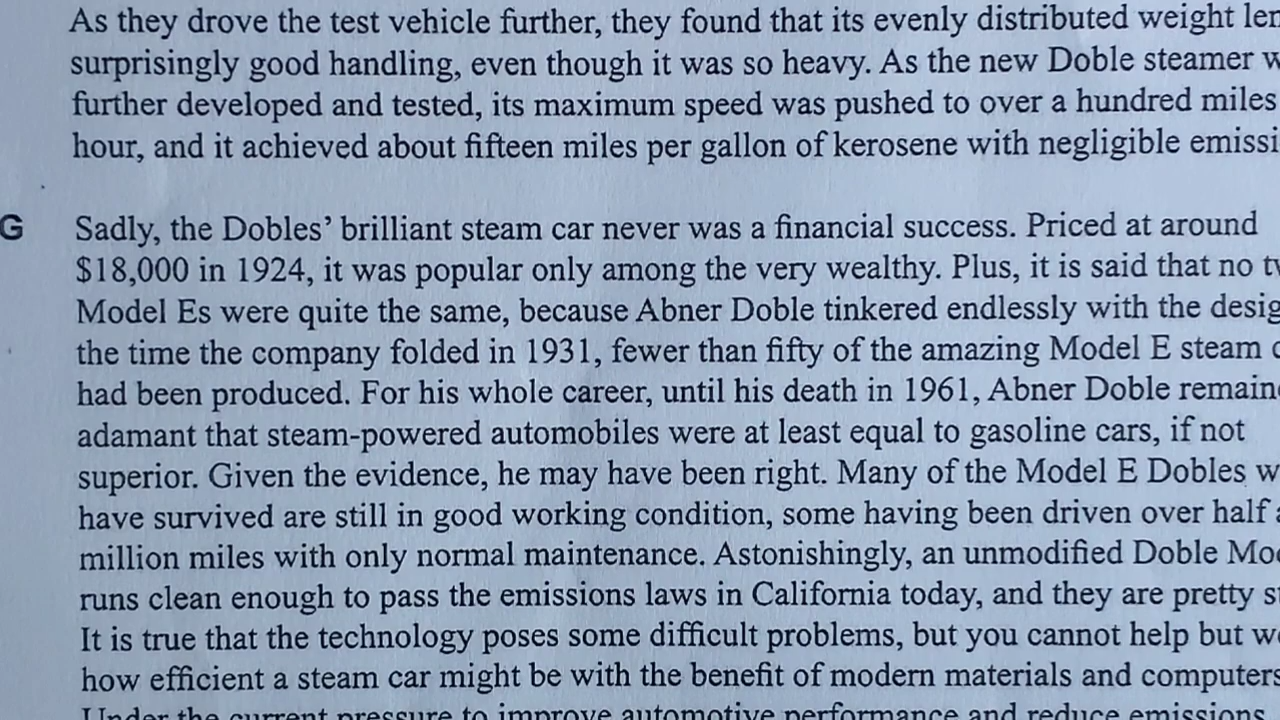 As they drove the test vehicle further, they found that its evenly distributed weight
surprisingly good handling, even though it was so heavy. As the new Doble steamer
further developed and tested, its maximum speed was pushed to over a hundred miles
hour, and it achieved about fifteen miles per gallon of kerosene with negligible
G Sadly, the Dobles’ brilliant steam car never was a financial success. Priced at around
$18,000 in 1924, it was popular only among the very wealthy. Plus, it is said that no
Model Es were quite the same, because Abner Doble tinkered endlessly with the
the time the company folded in 1931, fewer than fifty of the amazing Model E steam
had been produced. For his whole career, until his death in 1961, Abner Doble
adamant that steam-powered automobiles were at least equal to gasoline cars, if not
superior. Given the evidence, he may have been right. Many of the Model E Dobles
have survived are still in good working condition, some having been driven over half
million miles with only normal maintenance. Astonishingly, an unmodified Doble
runs clean enough to pass the emissions laws in California today, and they are pretty
It is true that the technology poses some difficult problems, but you cannot help but
how efficient a steam car might be with the benefit of modern materials and computers
Under the current pressure to improve automotive performance and reduce emissions